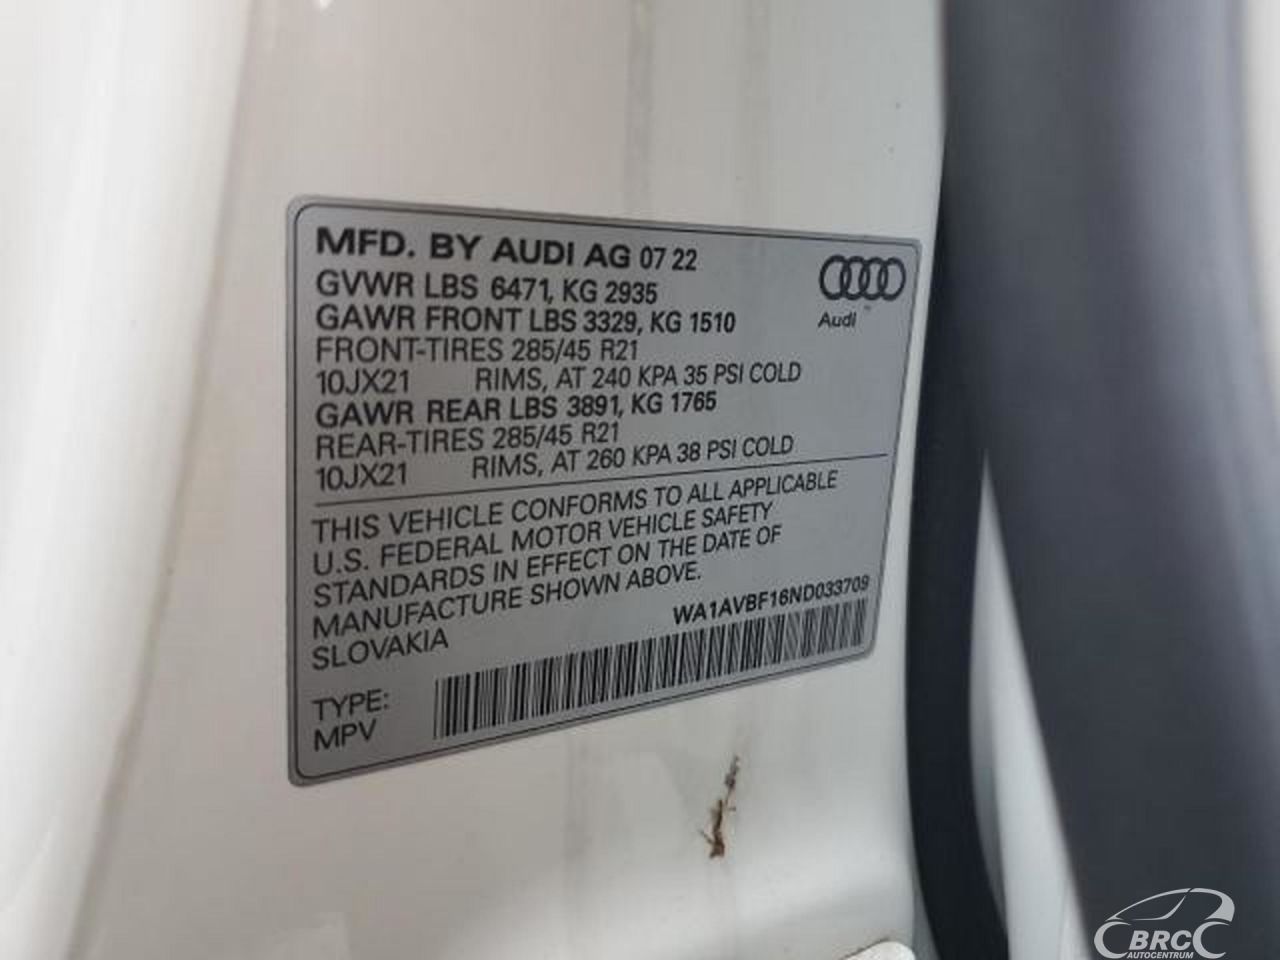 MFD. BY AUDI AG 07 22
GVWR LBS 6471, KG 2935
GAWR FRONT LBS 3329, KG 1510
FRONT-TIRES 285/45 R21
10JX21 RIMS, AT 240 KPA 35 PSI COLD
GAWR REAR LBS 3891, KG 1765
REAR-TIRES 285/45 R21
10JX21 RIMS, AT 260 KPA 38 PSI COLD
Audi ™
THIS VEHICLE CONFORMS TO ALL APPLICABLE
U.S. FEDERAL MOTOR VEHICLE SAFETY
STANDARDS IN EFFECT ON THE DATE OF
MANUFACTURE SHOWN ABOVE.
SLOVAKIA
WA1AVBF16ND033709
TYPE:
MPV
BRC
AUTOCENTRUM